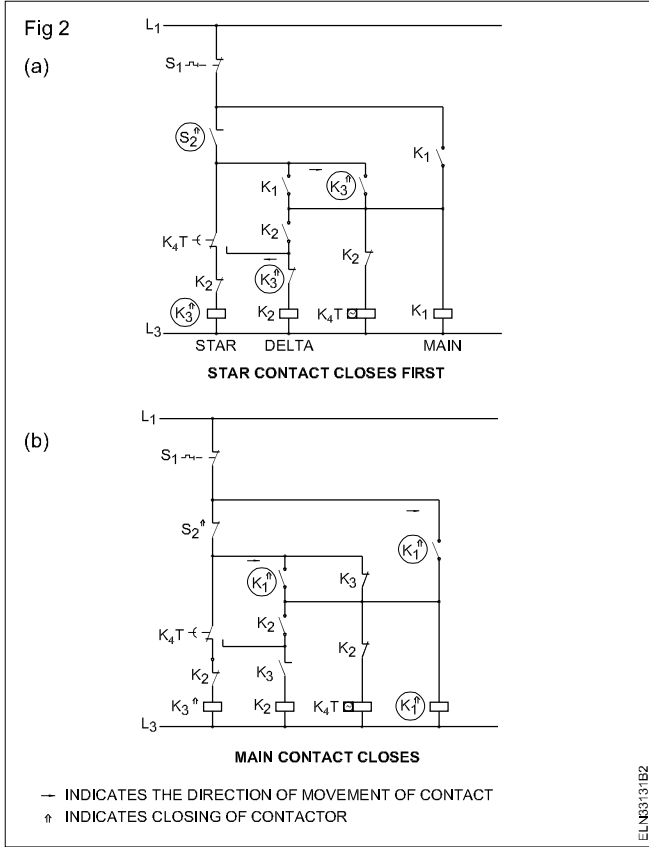 Fig 2
(a)
L1
S1
S2
K1
K1
K3
K4T
K2
K2
K3
K2
K3
K2
K4T
K1
L3
STAR DELTA MAIN
STAR CONTACT CLOSES FIRST
(b)
L1
S1
S2
K1
K1
K3
K4T
K2
K2
K2
K3
K3
K2
K4T
K1
L3
MAIN CONTACT CLOSES
→ INDICATES THE DIRECTION OF MOVEMENT OF CONTACT
⇑ INDICATES CLOSING OF CONTACTOR
ELN33131B2